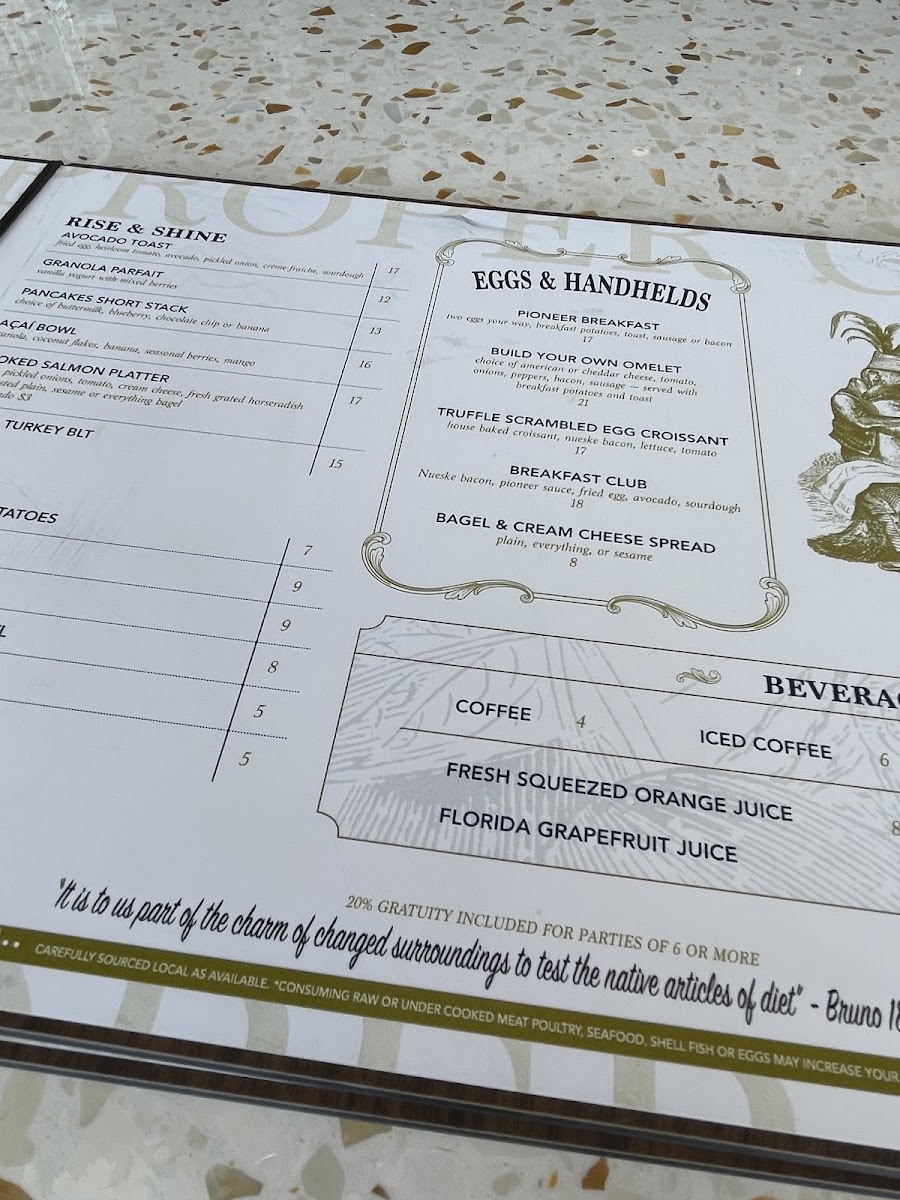 PROPER
RISE & SHINE
AVOCADO TOAST
fried egg, heirloom tomato, avocado, pickled onion, creme fraiche, sourdough 17
GRANOLA PARFAIT
vanilla yogurt with mixed berries 12
PANCAKES SHORT STACK
choice of buttermilk, blueberry, chocolate chip or banana 13
AÇAÍ BOWL
coconut flakes, banana, seasonal berries, mango 16
SALMON PLATTER
pickled onions, tomato, cream cheese, fresh grated horseradish 17
plain, sesame or everything bagel
$3
TURKEY BLT
15
7
9
9
8
5
5
EGGS & HANDHELDS
PIONEER BREAKFAST
two eggs your way, breakfast potatoes, toast, sausage or bacon
17
BUILD YOUR OWN OMELET
choice of american or cheddar cheese, tomato,
onions, peppers, bacon, sausage — served with
breakfast potatoes and toast
21
TRUFFLE SCRAMBLED EGG CROISSANT
house baked croissant, nueske bacon, lettuce, tomato
17
BREAKFAST CLUB
Nueske bacon, pioneer sauce, fried egg, avocado, sourdough
18
BAGEL & CREAM CHEESE SPREAD
plain, everything, or sesame
8
BEVERA
COFFEE 4
ICED COFFEE 6
FRESH SQUEEZED ORANGE JUICE 8
FLORIDA GRAPEFRUIT JUICE
20% GRATUITY INCLUDED FOR PARTIES OF 6 OR MORE
"It is to us part of the charm of changed surroundings to test the native articles of diet" - Bruno 18
CAREFULLY SOURCED LOCAL AS AVAILABLE. *CONSUMING RAW OR UNDER COOKED MEAT POULTRY, SEAFOOD, SHELL FISH OR EGGS MAY INCREASE YOUR